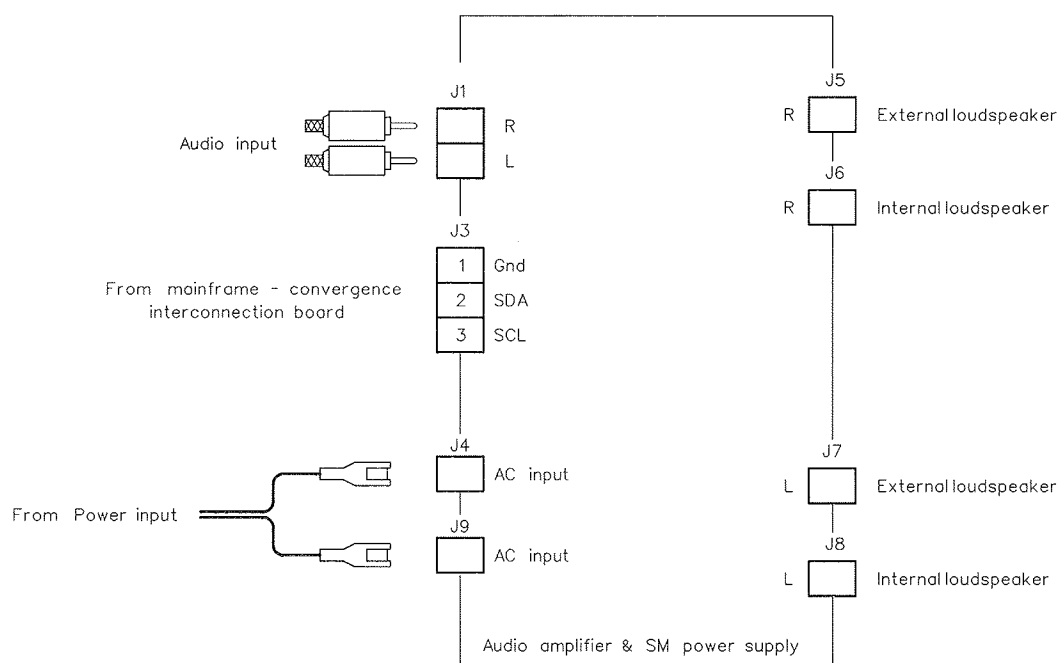 J1
Audio input
R
L
J3
1 Gnd
2 SDA
3 SCL
From mainframe - convergence
interconnection board
J4
AC input
From Power input
J9
AC input
J5
R External loudspeaker
J6
R Internal loudspeaker
J7
L External loudspeaker
J8
L Internal loudspeaker
Audio amplifier & SM power supply